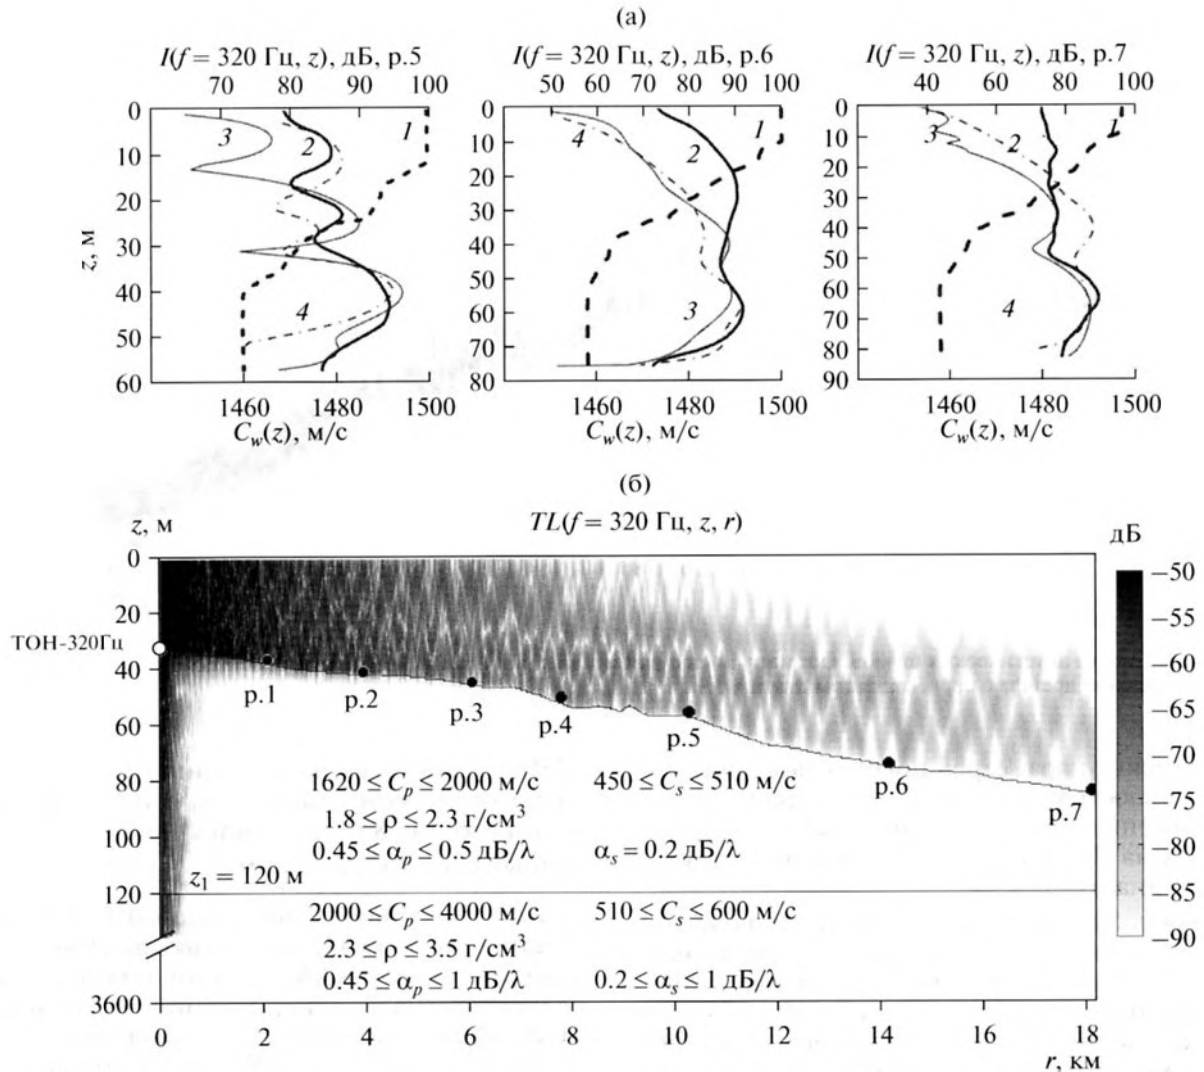 (а)
I(f = 320 Гц, z), дБ, р.5
70 80 90 100
I(f = 320 Гц, z), дБ, р.6
50 60 70 80 90 100
I(f = 320 Гц, z), дБ, р.7
40 60 80 100
z, м
0
10
20
30
40
50
60
3 2 1
4
1460 1480 1500
C_w(z), м/с
0
10
20
30
40
50
60
70
80
4 2 1
3
1460 1480 1500
C_w(z), м/с
0
10
20
30
40
50
60
70
80
90
3 2 1
4
1460 1480 1500
C_w(z), м/с
(б)
TL(f = 320 Гц, z, r)
z, м
дБ
0
20
40
60
80
100
120
3600
ТОН-320Гц
р.1
р.2
р.3
р.4
р.5
р.6
р.7
1620 ≤ C_p ≤ 2000 м/с 450 ≤ C_s ≤ 510 м/с
1.8 ≤ ρ ≤ 2.3 г/см³
0.45 ≤ α_p ≤ 0.5 дБ/λ α_s = 0.2 дБ/λ
z₁ = 120 м
2000 ≤ C_p ≤ 4000 м/с 510 ≤ C_s ≤ 600 м/с
2.3 ≤ ρ ≤ 3.5 г/см³
0.45 ≤ α_p ≤ 1 дБ/λ 0.2 ≤ α_s ≤ 1 дБ/λ
0 2 4 6 8 10 12 14 16 18
r, км
−50
−55
−60
−65
−70
−75
−80
−85
−90